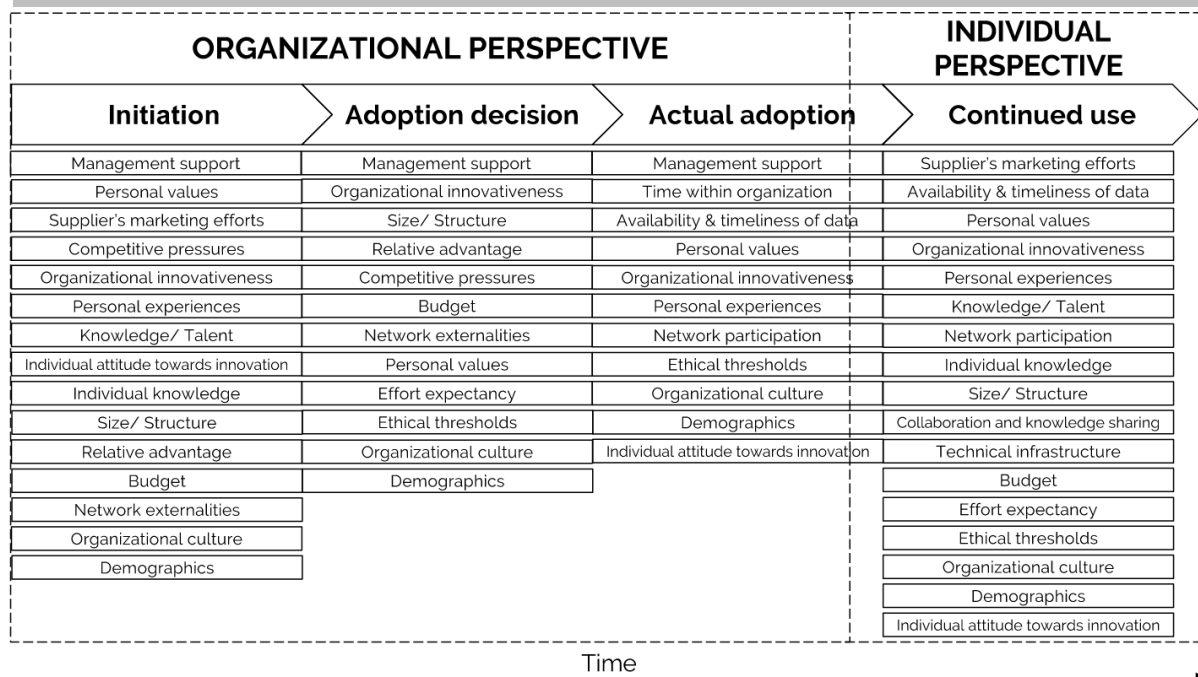 ORGANIZATIONAL PERSPECTIVE
INDIVIDUAL
PERSPECTIVE
Initiation
Adoption decision
Actual adoption
Continued use
Management support
Personal values
Supplier's marketing efforts
Competitive pressures
Organizational innovativeness
Personal experiences
Knowledge/ Talent
Individual attitude towards innovation
Individual knowledge
Size/ Structure
Relative advantage
Budget
Network externalities
Organizational culture
Demographics
Management support
Organizational innovativeness
Size/ Structure
Relative advantage
Competitive pressures
Budget
Network externalities
Personal values
Effort expectancy
Ethical thresholds
Organizational culture
Demographics
Management support
Time within organization
Availability & timeliness of data
Personal values
Organizational innovativeness
Personal experiences
Network participation
Ethical thresholds
Organizational culture
Demographics
Individual attitude towards innovation
Supplier's marketing efforts
Availability & timeliness of data
Personal values
Organizational innovativeness
Personal experiences
Knowledge/ Talent
Network participation
Individual knowledge
Size/ Structure
Collaboration and knowledge sharing
Technical infrastructure
Budget
Effort expectancy
Ethical thresholds
Organizational culture
Demographics
Individual attitude towards innovation
Time